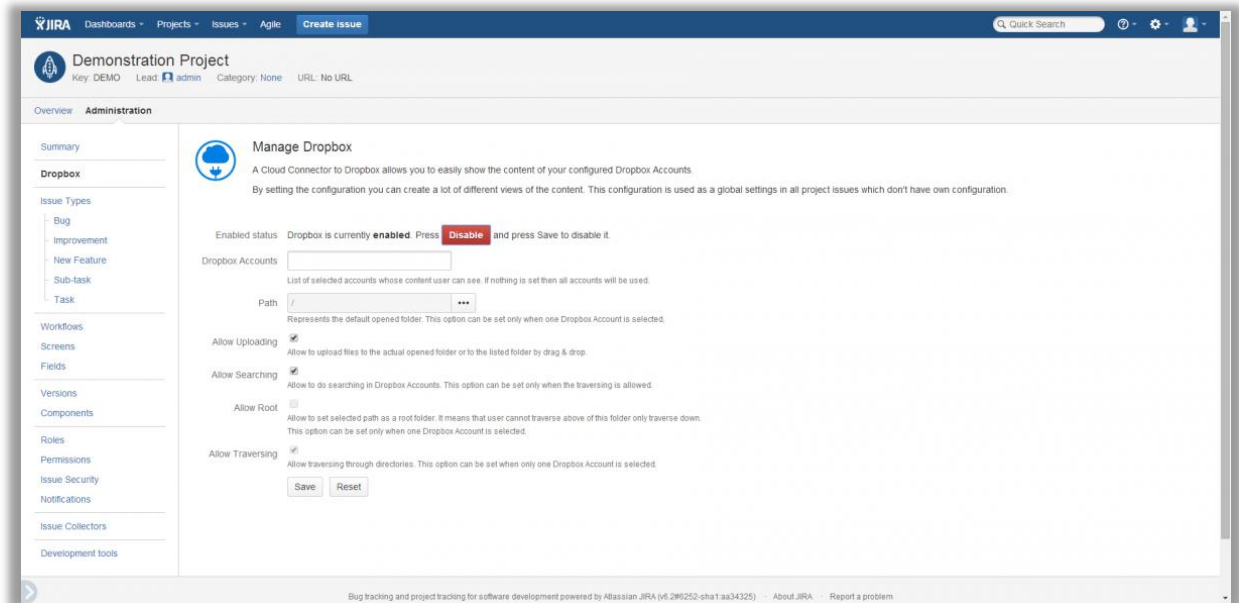 JIRA Dashboards Projects Issues Agile Create issue Quick Search
Demonstration Project
Key: DEMO Lead: admin Category: None URL: No URL
Overview Administration
Summary
Dropbox
Issue Types
Bug
Improvement
New Feature
Sub-task
Task
Workflows
Screens
Fields
Versions
Components
Roles
Permissions
Issue Security
Notifications
Issue Collectors
Development tools
Manage Dropbox
A Cloud Connector to Dropbox allows you to easily show the content of your configured Dropbox Accounts.
By setting the configuration you can create a lot of different views of the content. This configuration is used as a global settings in all project issues which don't have own configuration.
Enabled status Dropbox is currently enabled. Press Disable and press Save to disable it.
Dropbox Accounts
List of selected accounts whose content user can see. If nothing is set then all accounts will be used.
Path / •••
Represents the default opened folder. This option can be set only when one Dropbox Account is selected.
Allow Uploading
Allow to upload files to the actual opened folder or to the listed folder by drag & drop.
Allow Searching
Allow to do searching in Dropbox Accounts. This option can be set only when the traversing is allowed.
Allow Root
Allow to set selected path as a root folder. It means that user cannot traverse above of this folder only traverse down.
This option can be set only when one Dropbox Account is selected.
Allow Traversing
Allow traversing through directories. This option can be set when only one Dropbox Account is selected.
Save Reset
Bug tracking and project tracking for software development powered by Atlassian JIRA (v6.2#6252-sha1:aa34325) · About JIRA · Report a problem